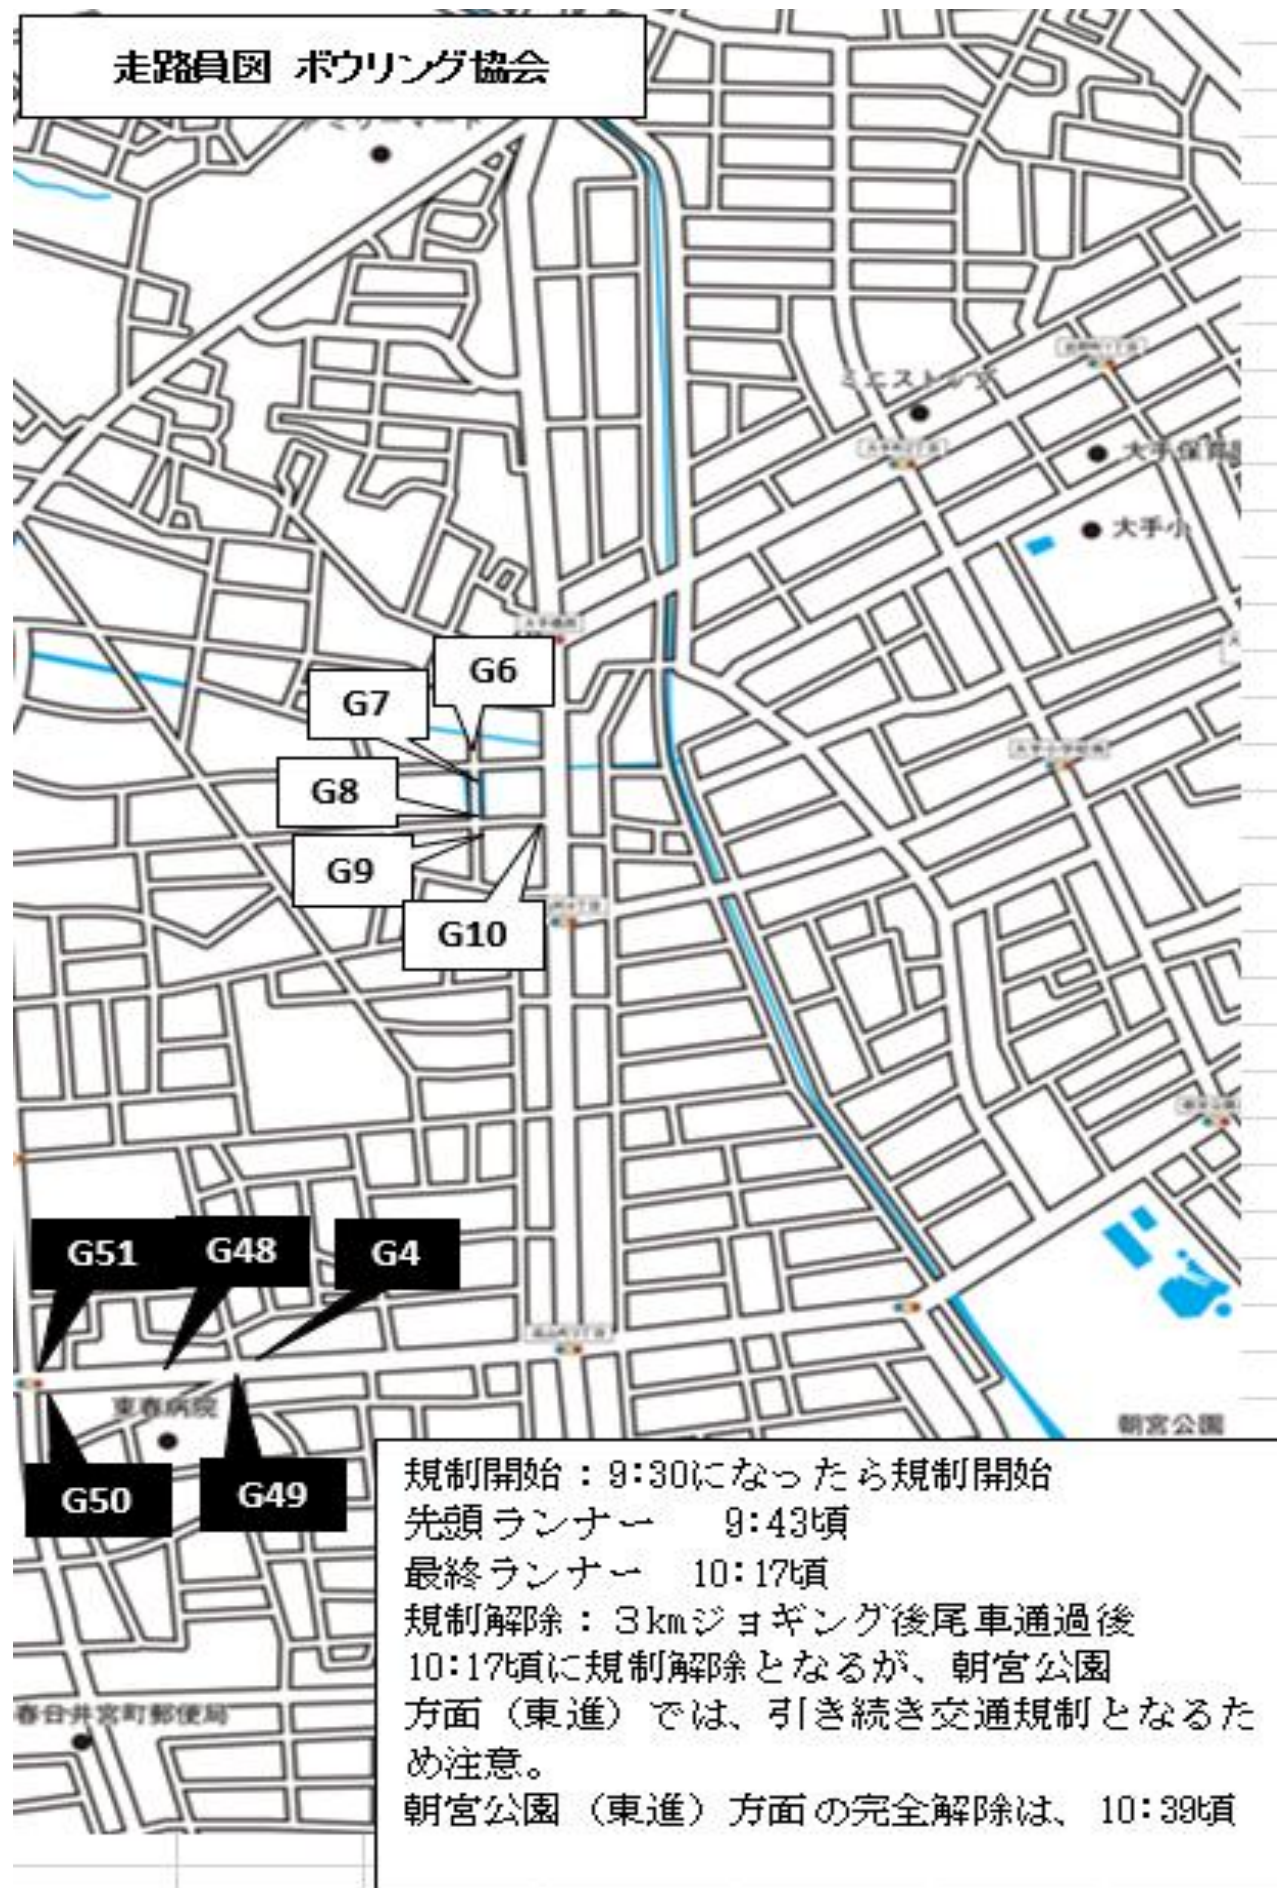 走路員図 ボウリング協会
ミニストップ
大手保育
大手小
G6
G7
G8
G9
G10
G51
G48
G4
東春病院
G50
G49
朝宮公園
春日井宮町郵便局
規制開始：9:30になったら規制開始
先頭ランナー 9:43頃
最終ランナー 10:17頃
規制解除：３kmジョギング後尾車通過後
10:17頃に規制解除となるが、朝宮公園
方面（東進）では、引き続き交通規制となるた
め注意。
朝宮公園（東進）方面の完全解除は、10:39頃